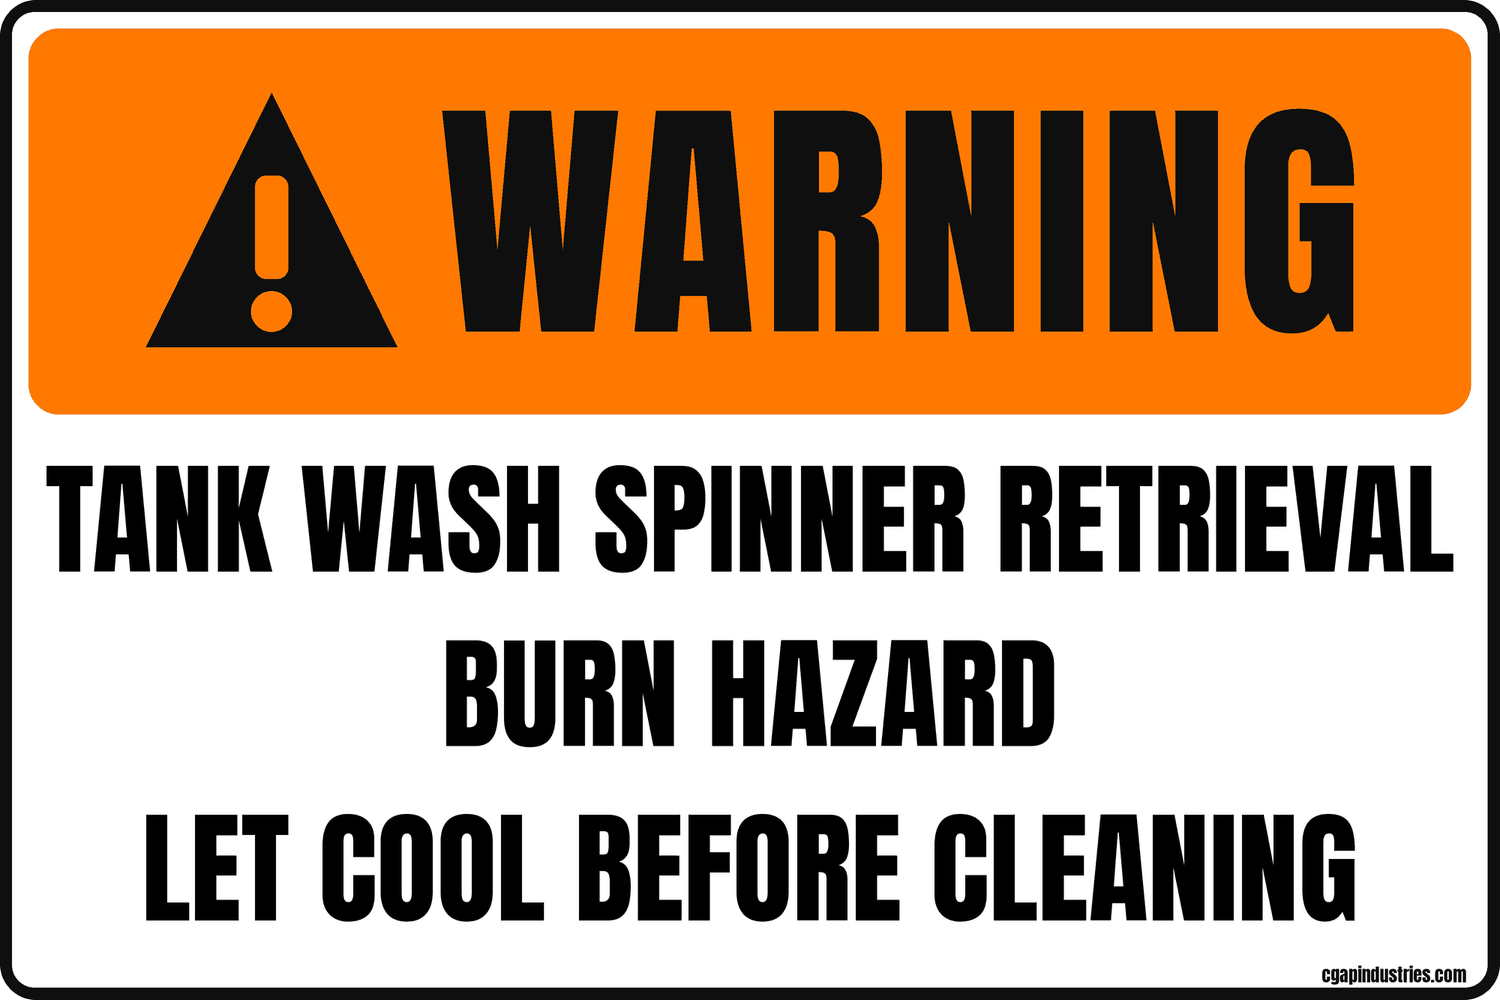 WARNING
TANK WASH SPINNER RETRIEVAL
BURN HAZARD
LET COOL BEFORE CLEANING
cgapindustries.com